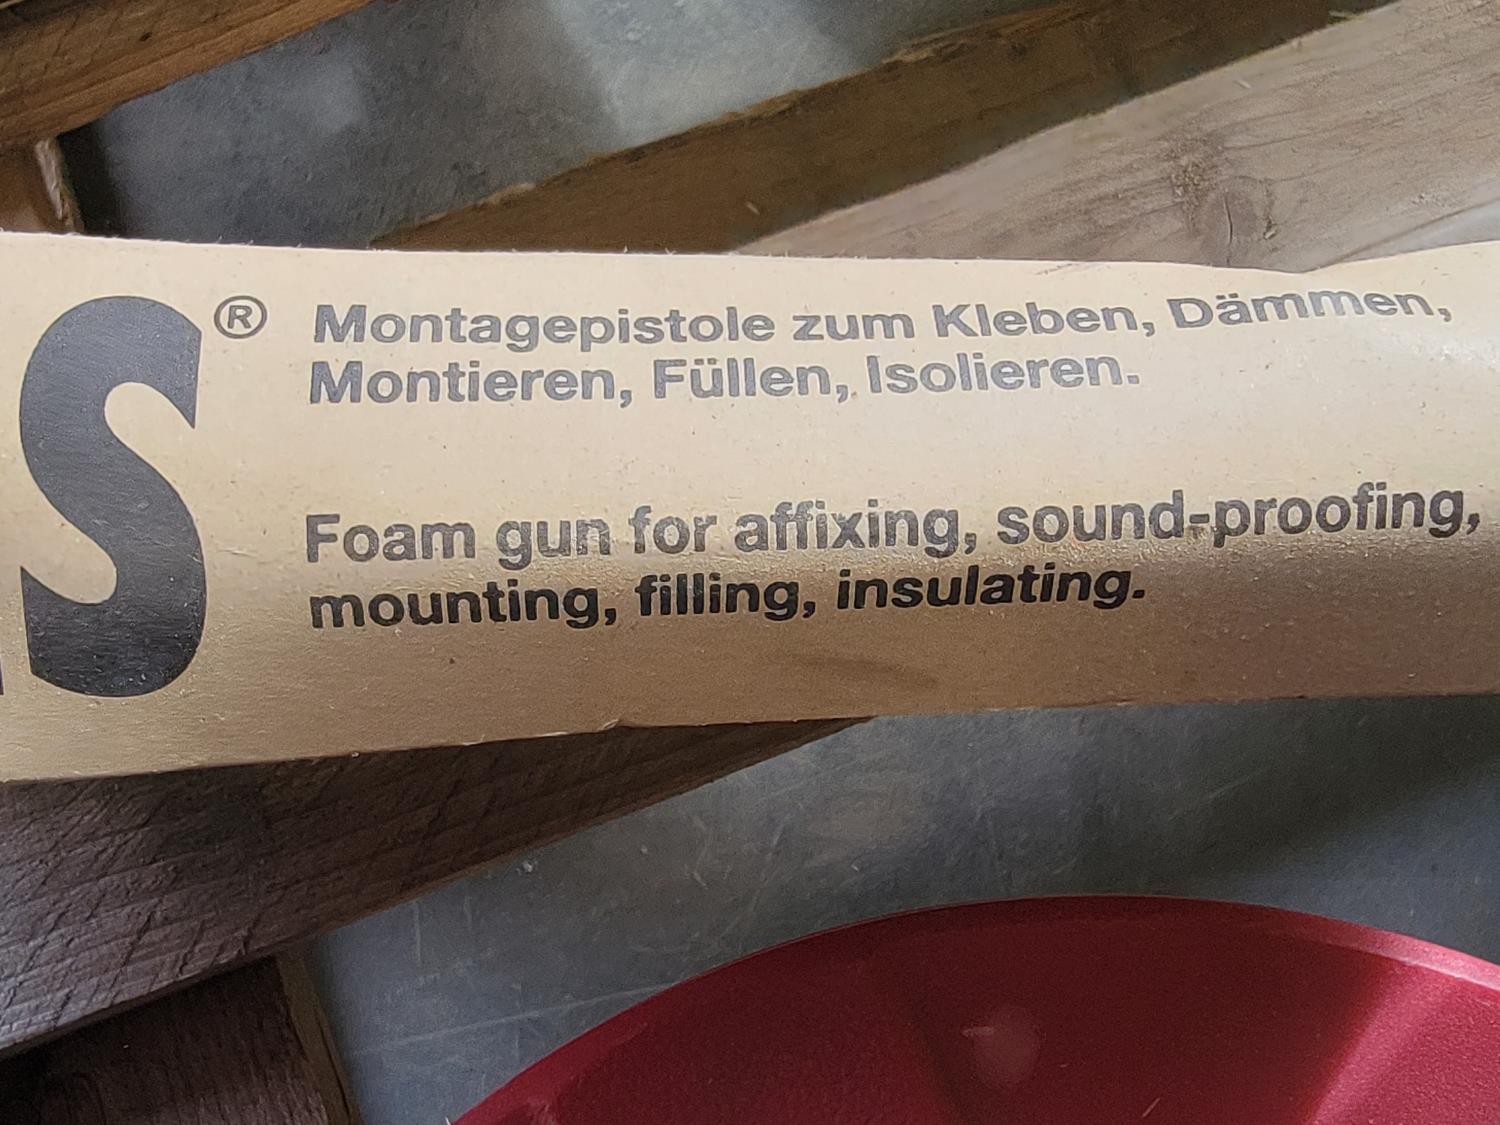 S®
Montagepistole zum Kleben, Dämmen,
Montieren, Füllen, Isolieren.
Foam gun for affixing, sound-proofing,
mounting, filling, insulating.